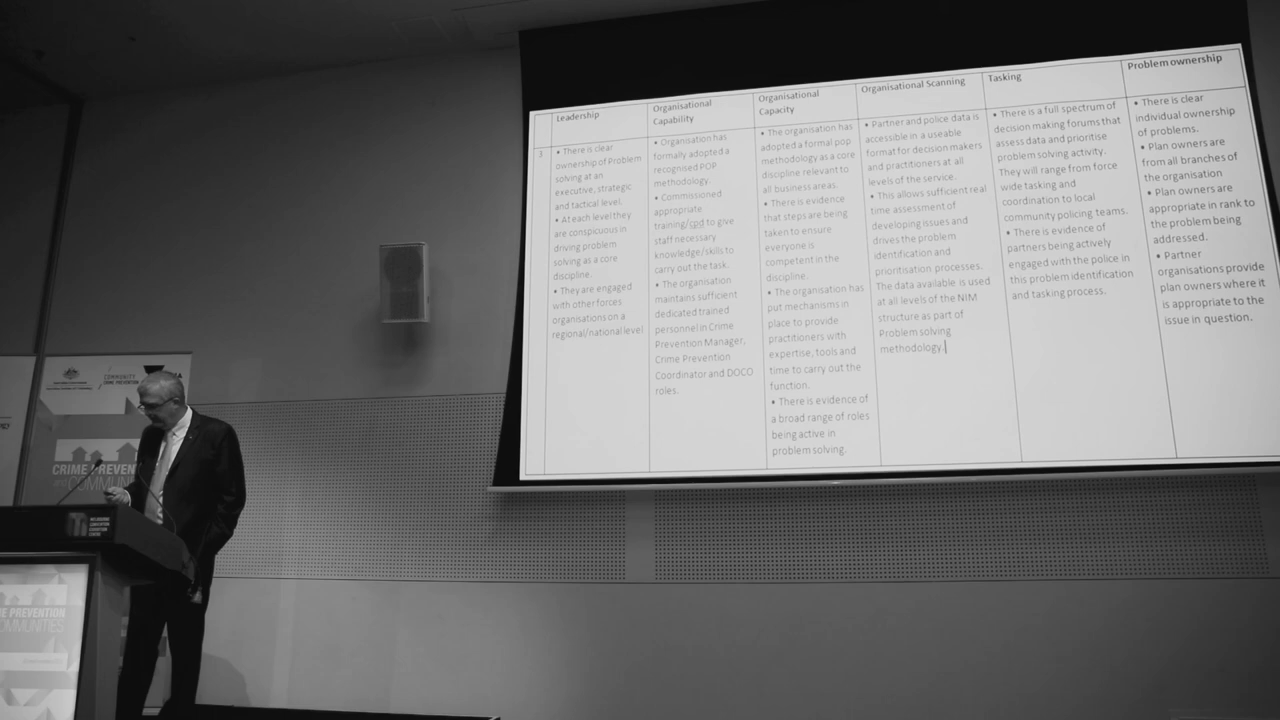 Leadership
Organisational
Capability
Organisational
Capacity
Organisational Scanning
Tasking
Problem ownership
3
• There is clear
ownership of Problem
solving at an
executive, strategic
and tactical level.
• At each level they
are conspicuous in
driving problem
solving as a core
discipline.
• They are engaged
with other forces
organisations on a
regional/national level
• Organisation has
formally adopted a
recognised POP
methodology.
• Commissioned
appropriate
training/cpd to give
staff necessary
knowledge/skills to
carry out the task.
• The organisation
maintains sufficient
dedicated trained
personnel in Crime
Prevention Manager,
Crime Prevention
Coordinator and DOCO
roles.
• The organisation has
adopted a formal pop
methodology as a core
discipline relevant to
all business areas.
• There is evidence
that steps are being
taken to ensure
everyone is
competent in the
discipline.
• The organisation has
put mechanisms in
place to provide
practitioners with
expertise, tools and
time to carry out the
function.
• There is evidence of
a broad range of roles
being active in
problem solving.
• Partner and police data is
accessible in a useable
format for decision makers
and practitioners at all
levels of the service.
• This allows sufficient real
time assessment of
developing issues and
drives the problem
identification and
prioritisation processes.
The data available is used
at all levels of the NIM
structure as part of
Problem solving
methodology.
• There is a full spectrum of
decision making forums that
assess data and prioritise
problem solving activity.
They will range from force
wide tasking and
coordination to local
community policing teams.
• There is evidence of
partners being actively
engaged with the police in
this problem identification
and tasking process.
• There is clear
individual ownership
of problems.
• Plan owners are
from all branches of
the organisation
• Plan owners are
appropriate in rank to
the problem being
addressed.
• Partner
organisations provide
plan owners where it
is appropriate to the
issue in question.
COMMUNITY
CRIME PREVENTION
CRIME PREVEN
and COMMUN
MELBOURNE
CONVENTION
EXHIBITION
CENTRE
E PREVENTION
OMMUNITIES